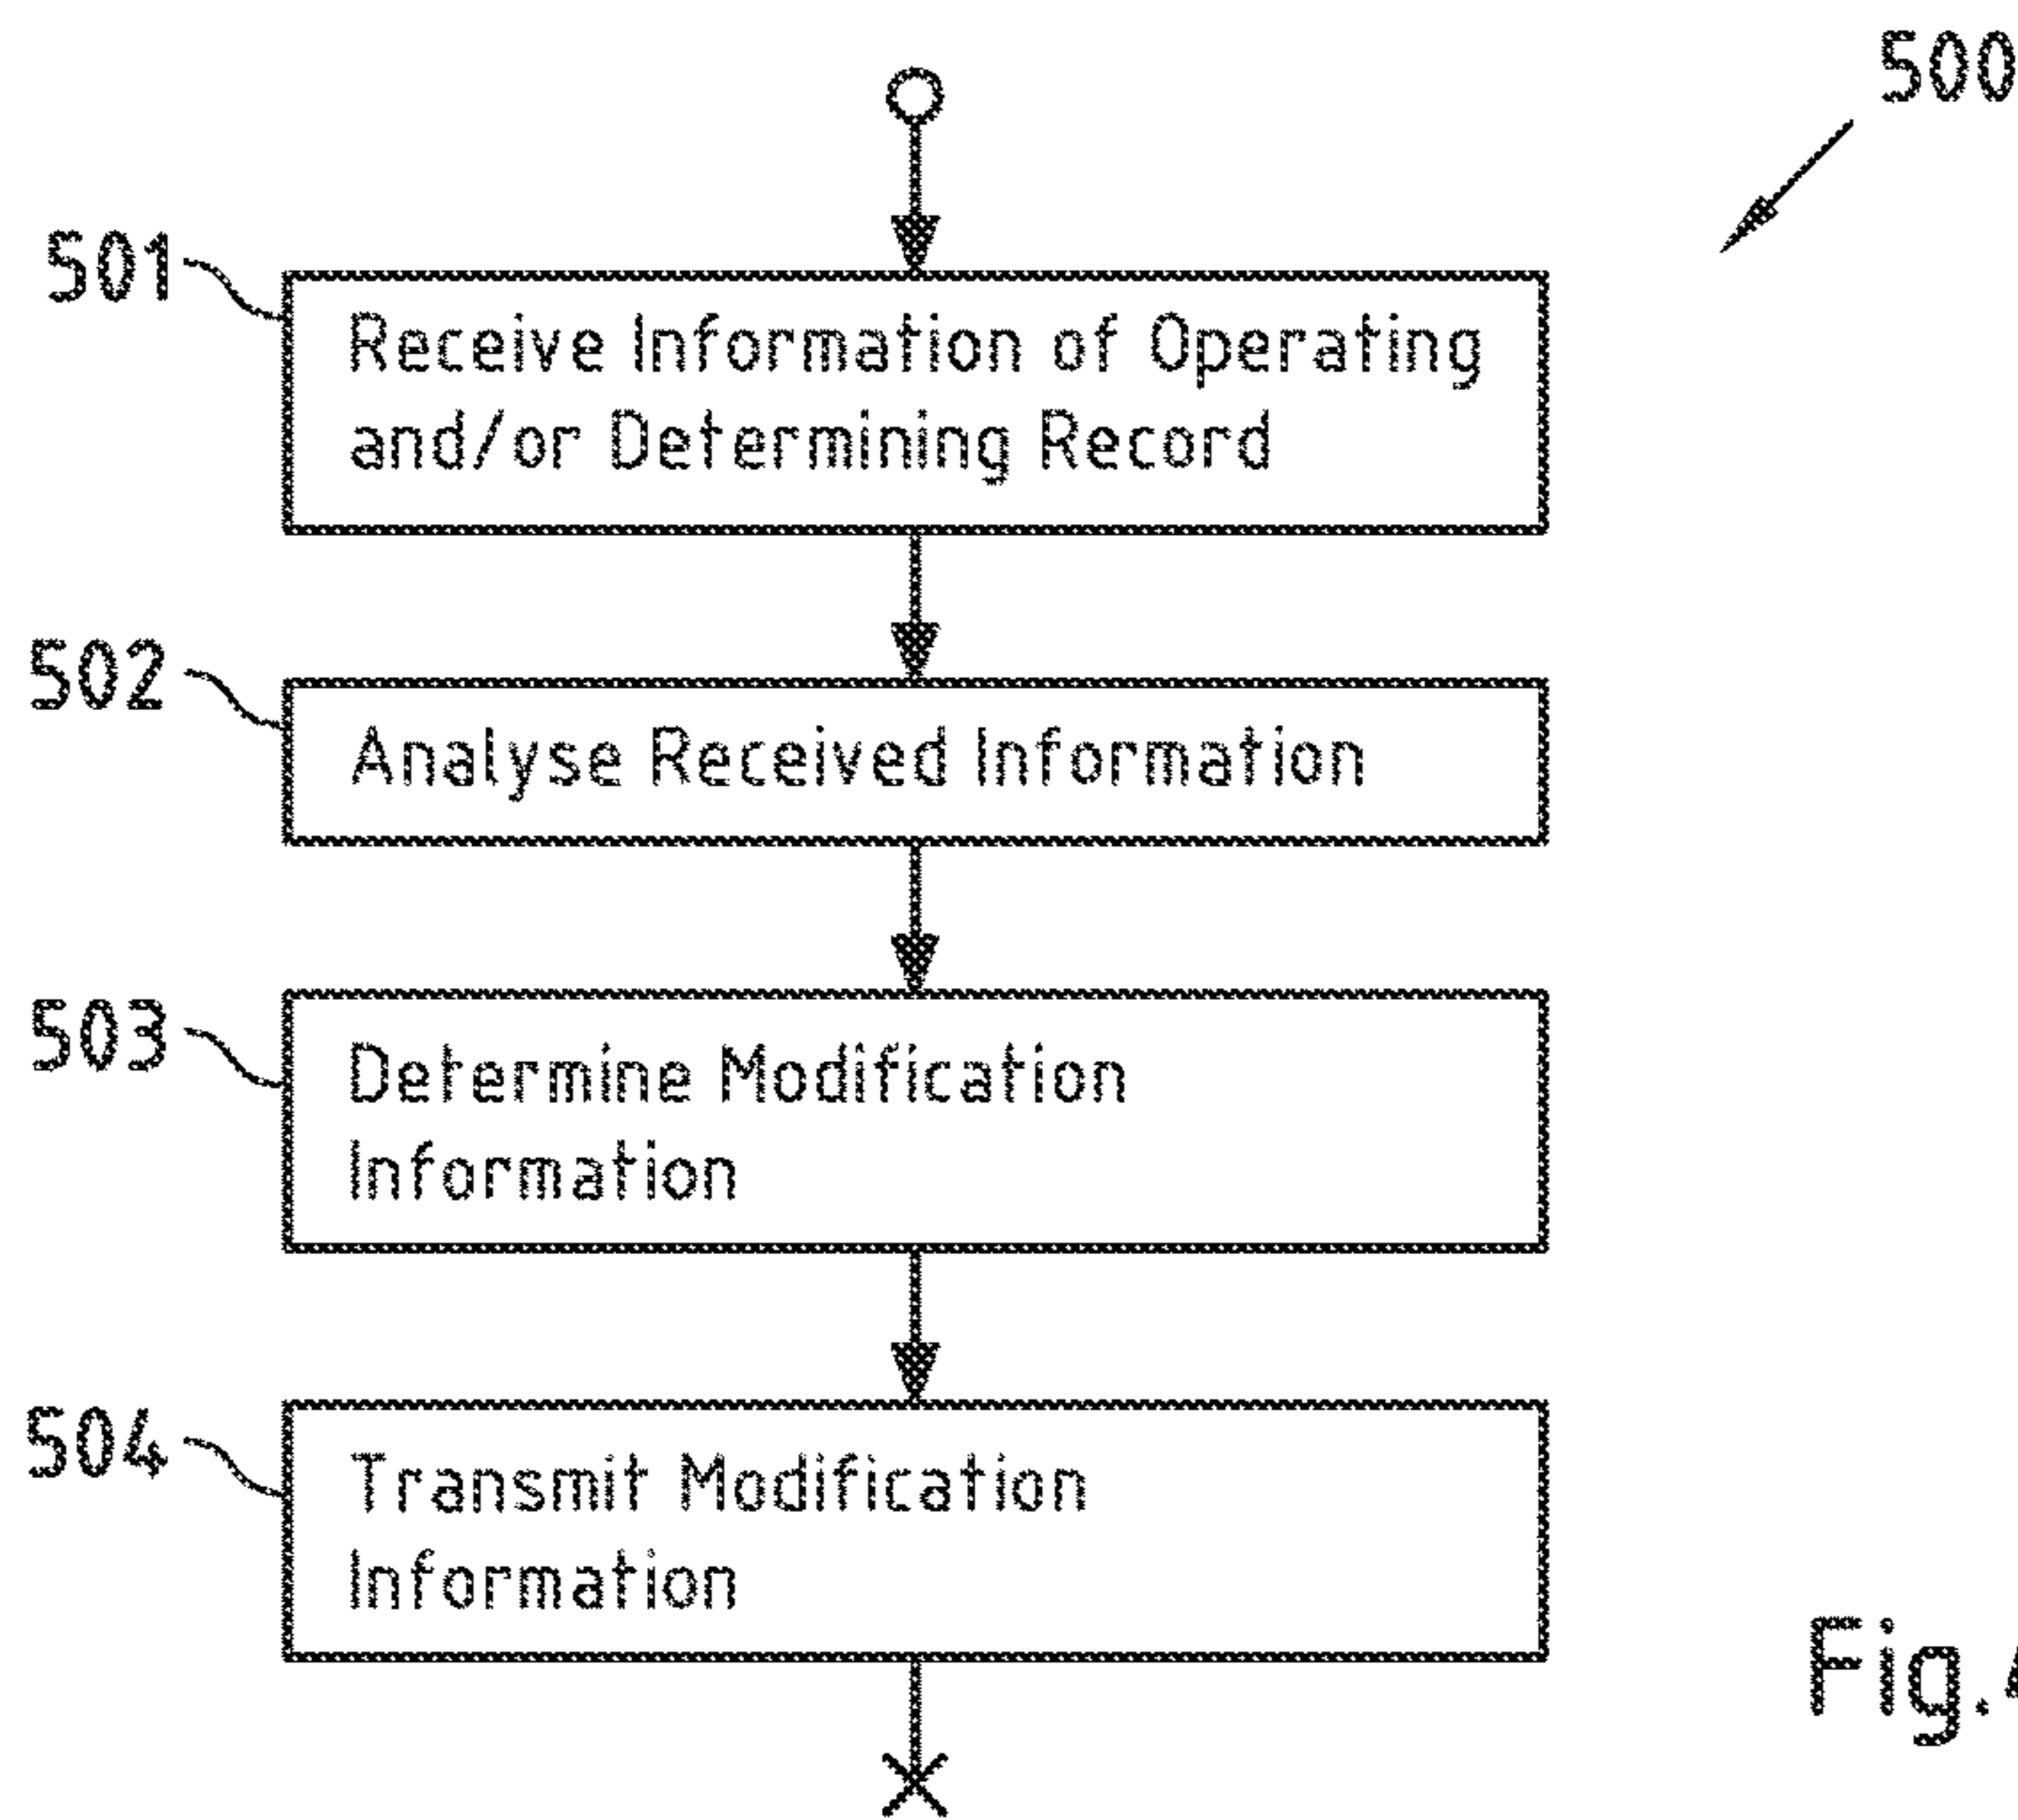 500
501
Receive Information of Operating
and/or Determining Record
502
Analyse Received Information
503
Determine Modification
Information
504
Transmit Modification
Information
Fig.